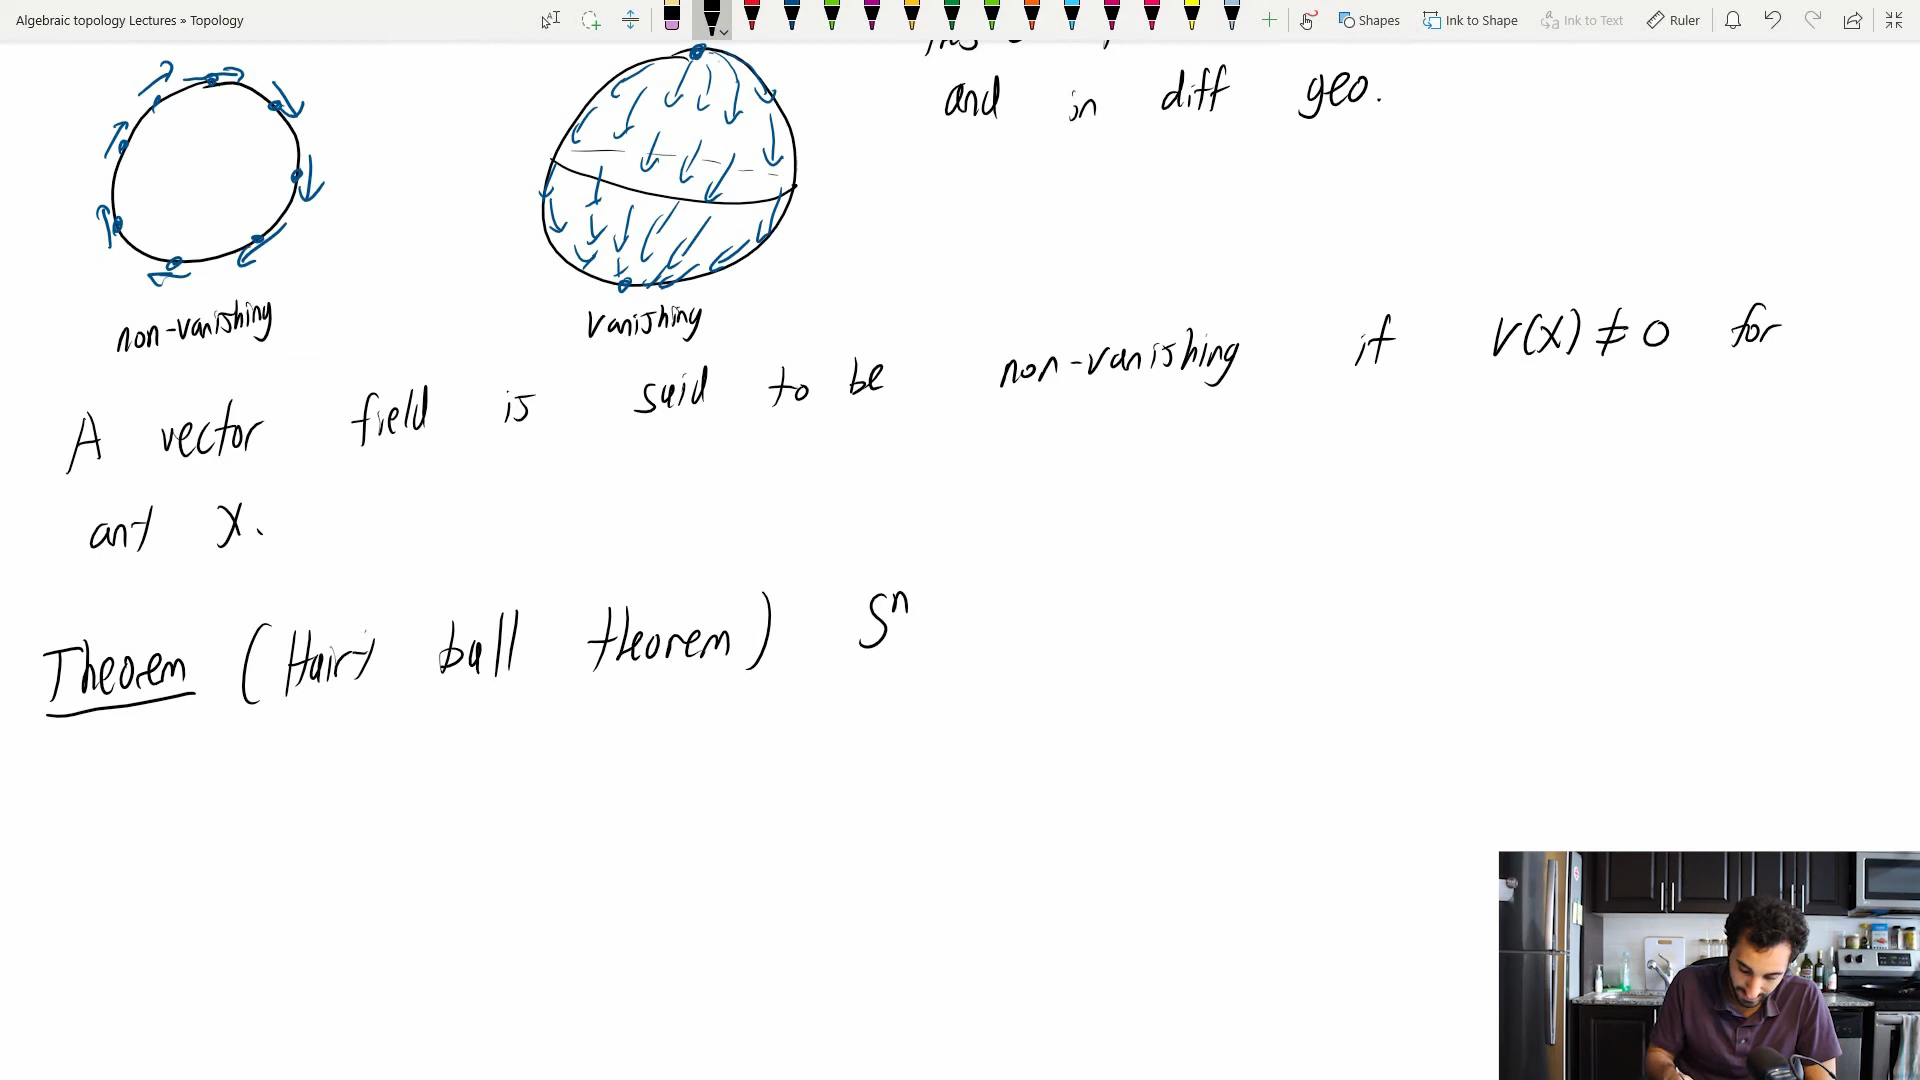 Algebraic topology Lectures » Topology
Shapes Ink to Shape Ink to Text Ruler
and in diff geo.
non-vanishing vanishing
A vector field is said to be non-vanishing if V(x) ≠ 0 for
any x.
Theorem (Hairy ball theorem) Sⁿ